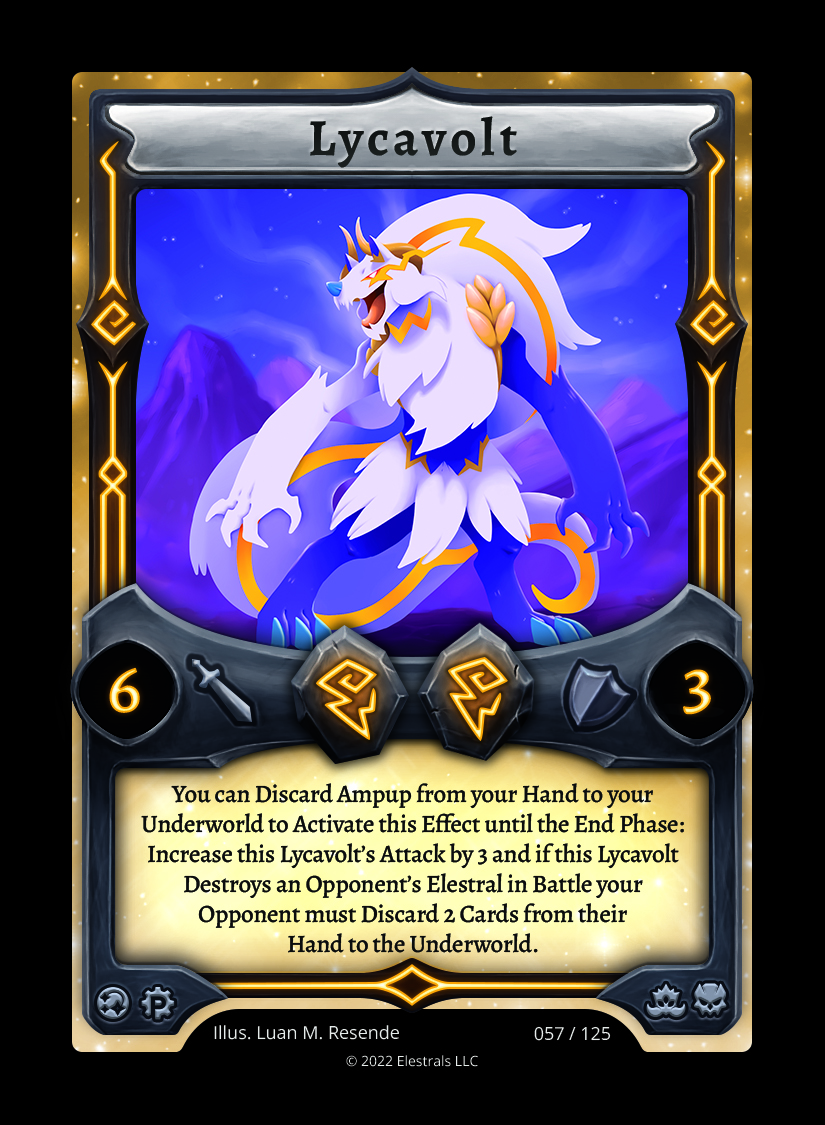 Lycavolt
6
3
You can Discard Ampup from your Hand to your
Underworld to Activate this Effect until the End Phase:
Increase this Lycavolt's Attack by 3 and if this Lycavolt
Destroys an Opponent's Elestral in Battle your
Opponent must Discard 2 Cards from their
Hand to the Underworld.
P
Illus. Luan M. Resende
057 / 125
© 2022 Elestrals LLC